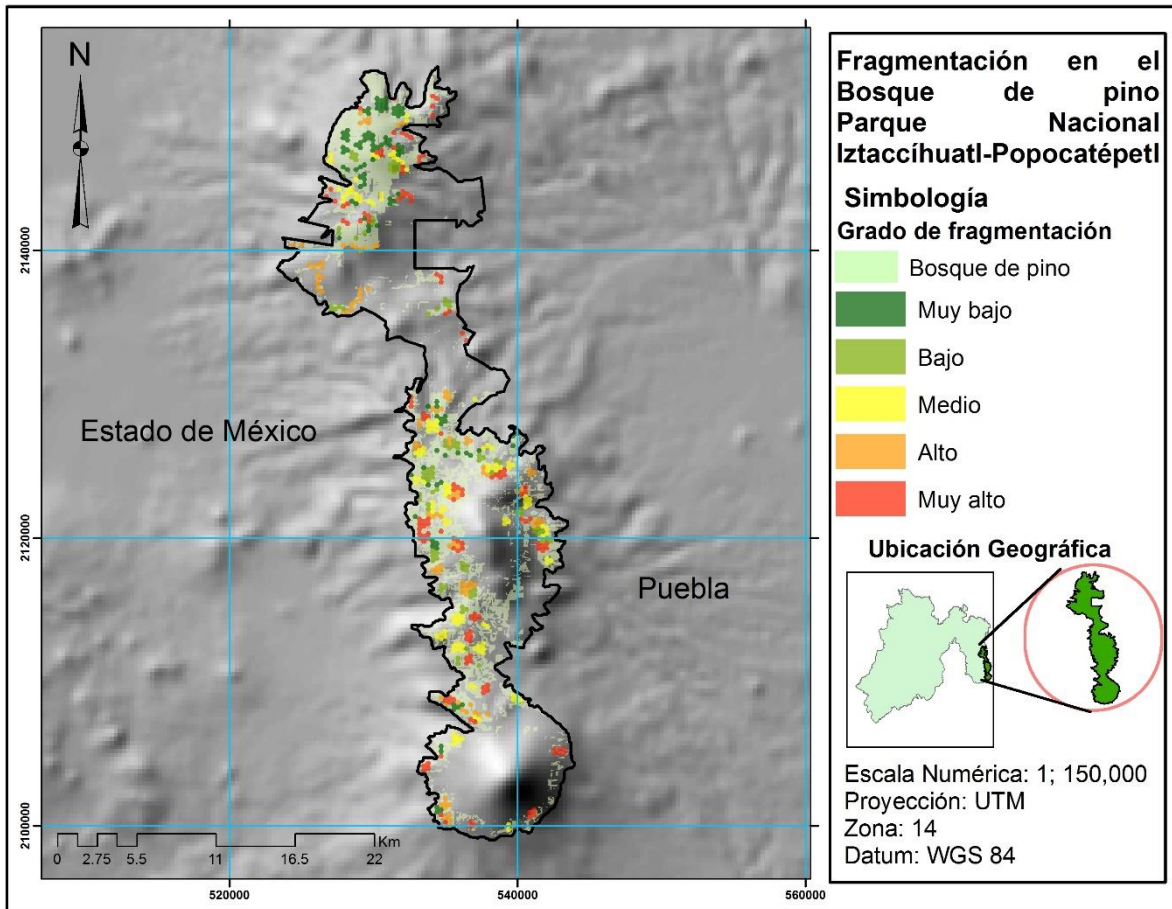 N
Estado de México
Puebla
2140000
2120000
2100000
520000
540000
560000
0 2.75 5.5 11 16.5 22
Km
Fragmentación en el
Bosque de pino
Parque Nacional
Iztaccíhuatl-Popocatépetl
Simbología
Grado de fragmentación
Bosque de pino
Muy bajo
Bajo
Medio
Alto
Muy alto
Ubicación Geográfica
Escala Numérica: 1; 150,000
Proyección: UTM
Zona: 14
Datum: WGS 84